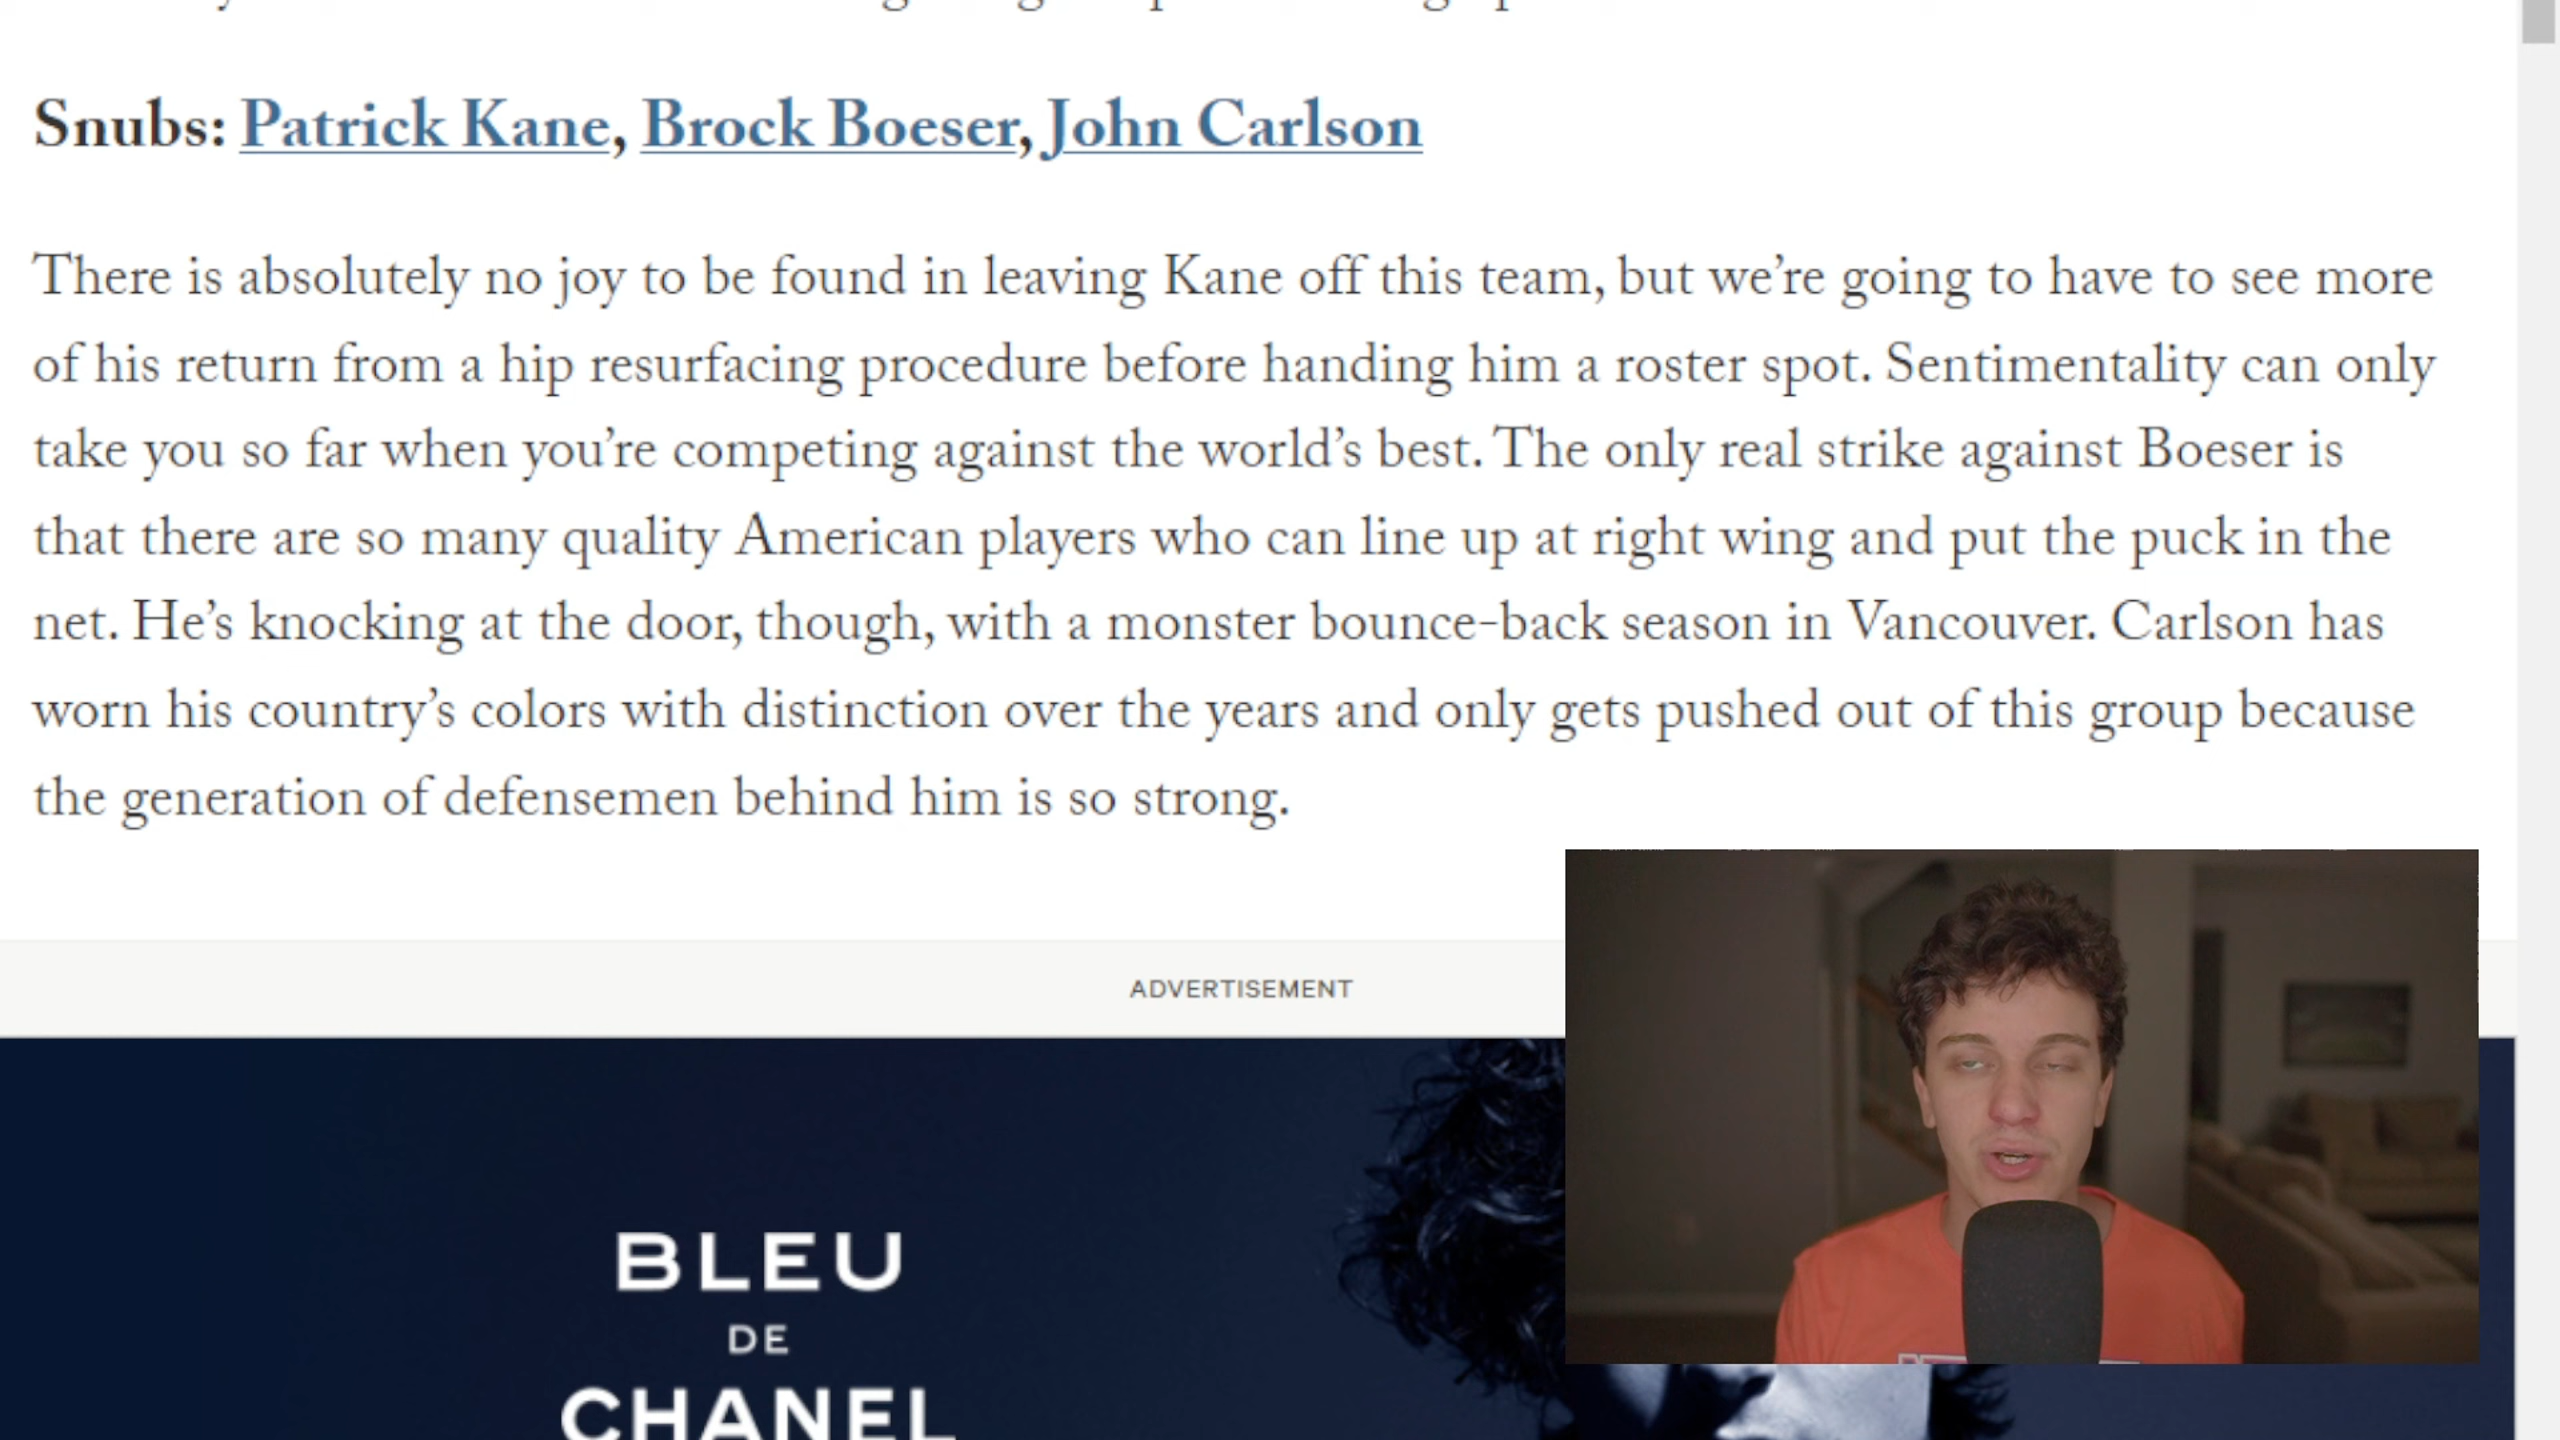 Snubs: Patrick Kane, Brock Boeser, John Carlson
There is absolutely no joy to be found in leaving Kane off this team, but we’re going to have to see more
of his return from a hip resurfacing procedure before handing him a roster spot. Sentimentality can only
take you so far when you’re competing against the world’s best. The only real strike against Boeser is
that there are so many quality American players who can line up at right wing and put the puck in the
net. He’s knocking at the door, though, with a monster bounce-back season in Vancouver. Carlson has
worn his country’s colors with distinction over the years and only gets pushed out of this group because
the generation of defensemen behind him is so strong.
ADVERTISEMENT
BLEU
DE
CHANEL